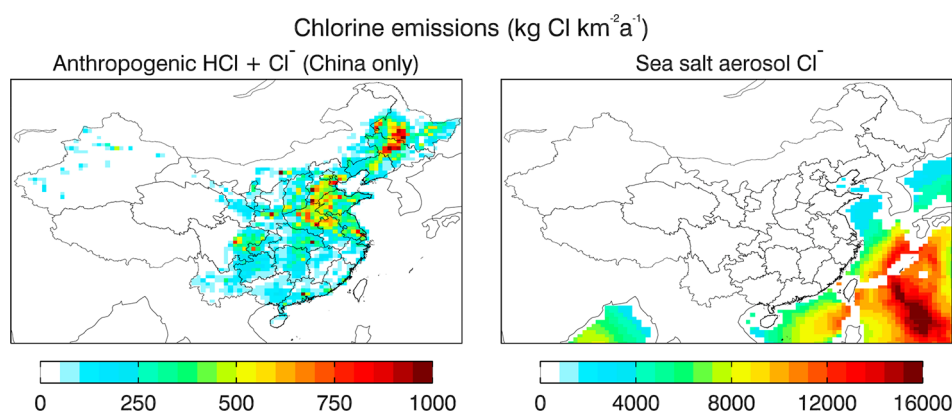 Chlorine emissions (kg Cl km⁻²a⁻¹)
Anthropogenic HCl + Cl⁻ (China only)
Sea salt aerosol Cl⁻
0 250 500 750 1000
0 4000 8000 12000 16000